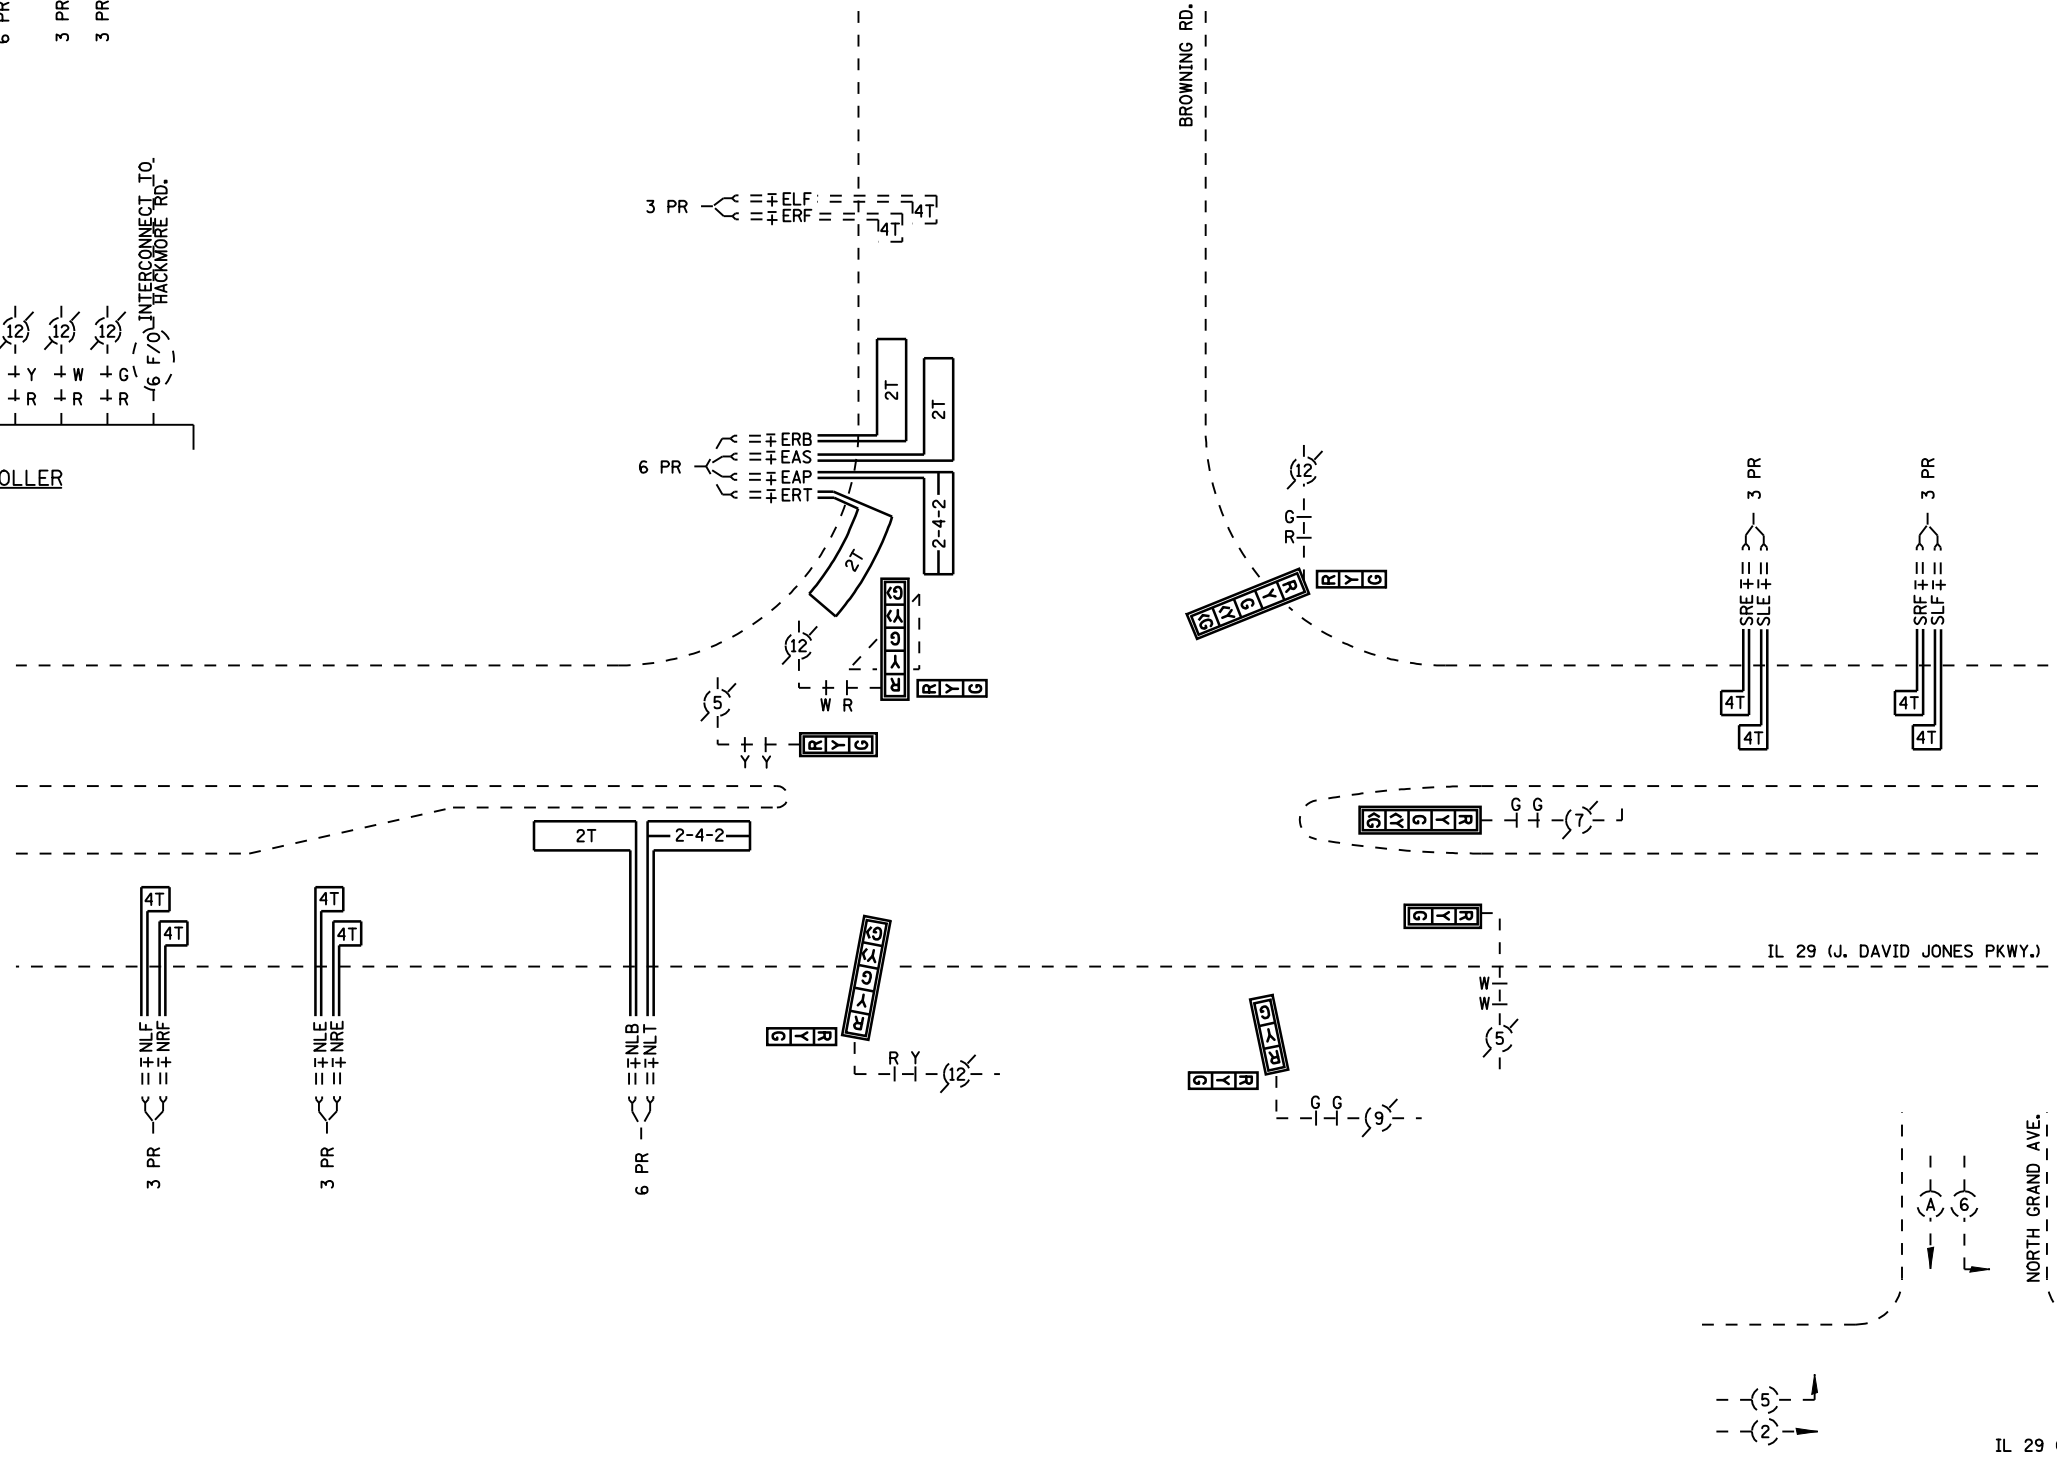 6 PR
3 PR
3 PR
BROWNING RD.
INTERCONNECT TO
HACKMORE RD.
3 PR
ELF
ERF
4T
4T
12
12
12
6 F/O
Y
W
G
R
R
R
OLLER
2T
2T
6 PR
ERB
EAS
EAP
ERT
2-4-2
2T
12
G
R
R Y G <Y <G
R Y G
3 PR
3 PR
SRE
SLE
SRF
SLF
4T
4T
4T
4T
12
W R
G> Y> G Y R
R Y G
5
Y Y
R Y G
2T
2-4-2
<G <Y G Y R
G G
7
4T
4T
4T
4T
G Y R
IL 29 (J. DAVID JONES PKWY.)
W
W
5
NLF
NRF
NLE
NRE
NLB
NLT
G> Y> G Y R
G Y R
R Y
12
G Y R
G Y R
G G
9
3 PR
3 PR
6 PR
A
6
NORTH GRAND AVE.
5
2
IL 29 (